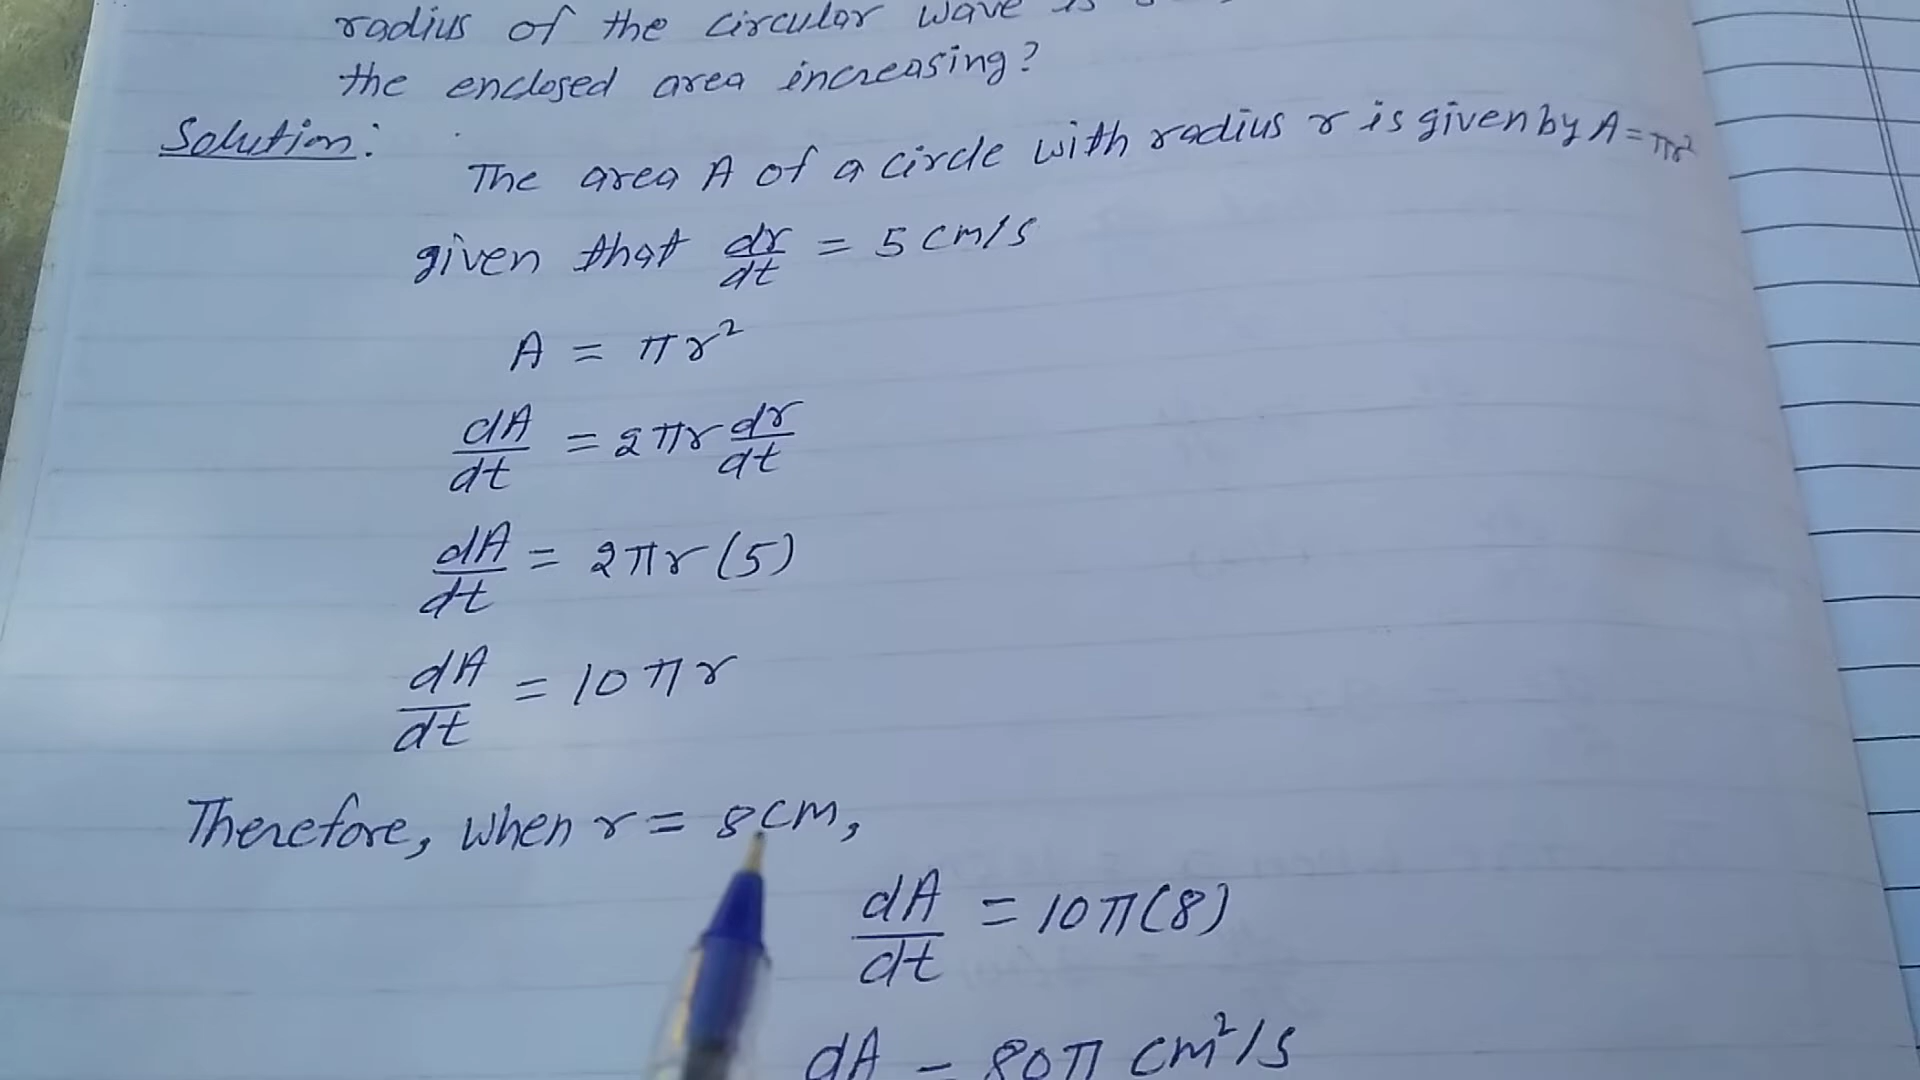 radius of the circular wave is
the enclosed area increasing?
Solution:
The area A of a circle with radius r is given by A = πr²
given that dr/dt = 5 cm/s
A = πr²
dA/dt = 2πr dr/dt
dA/dt = 2πr (5)
dA/dt = 10πr
Therefore, when r = 8cm,
dA/dt = 10π(8)
dA = 80π cm²/s